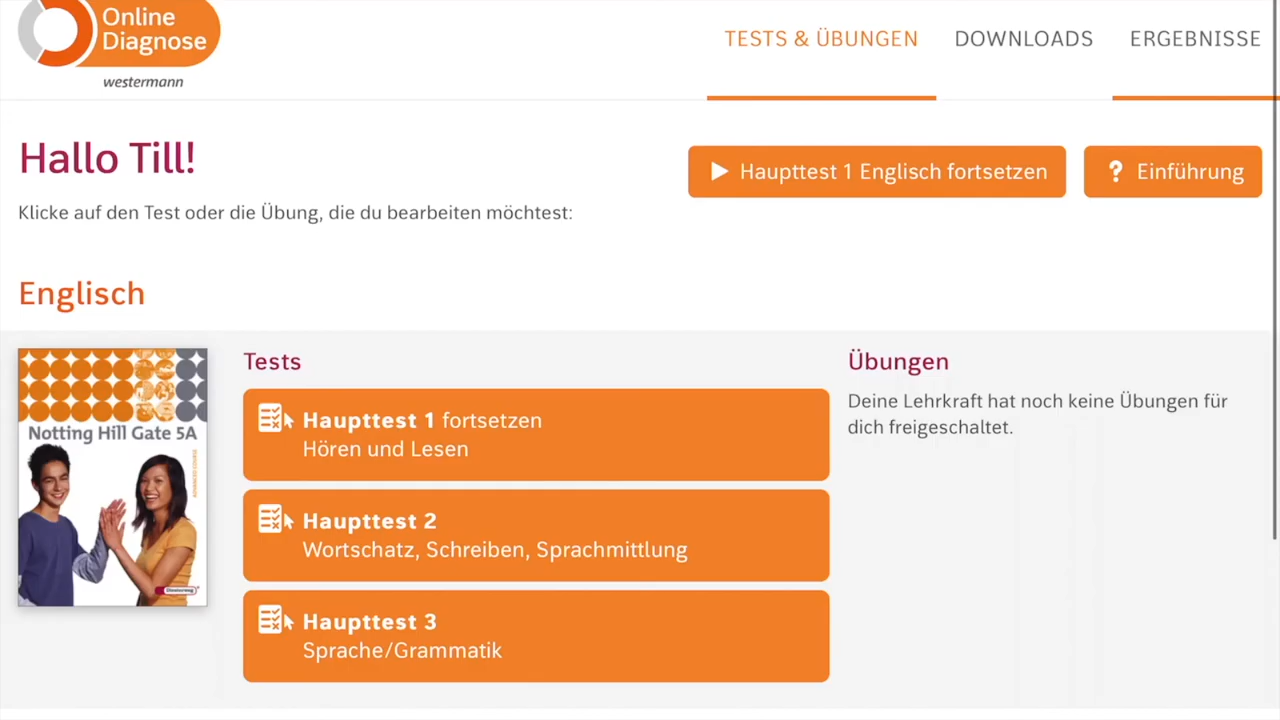 Online
Diagnose
westermann
TESTS & ÜBUNGEN
DOWNLOADS
ERGEBNISSE
Hallo Till!
Haupttest 1 Englisch fortsetzen
? Einführung
Klicke auf den Test oder die Übung, die du bearbeiten möchtest:
Englisch
Notting Hill Gate 5A
Diesterweg
Tests
Haupttest 1 fortsetzen
Hören und Lesen
Haupttest 2
Wortschatz, Schreiben, Sprachmittlung
Haupttest 3
Sprache/Grammatik
Übungen
Deine Lehrkraft hat noch keine Übungen für
dich freigeschaltet.